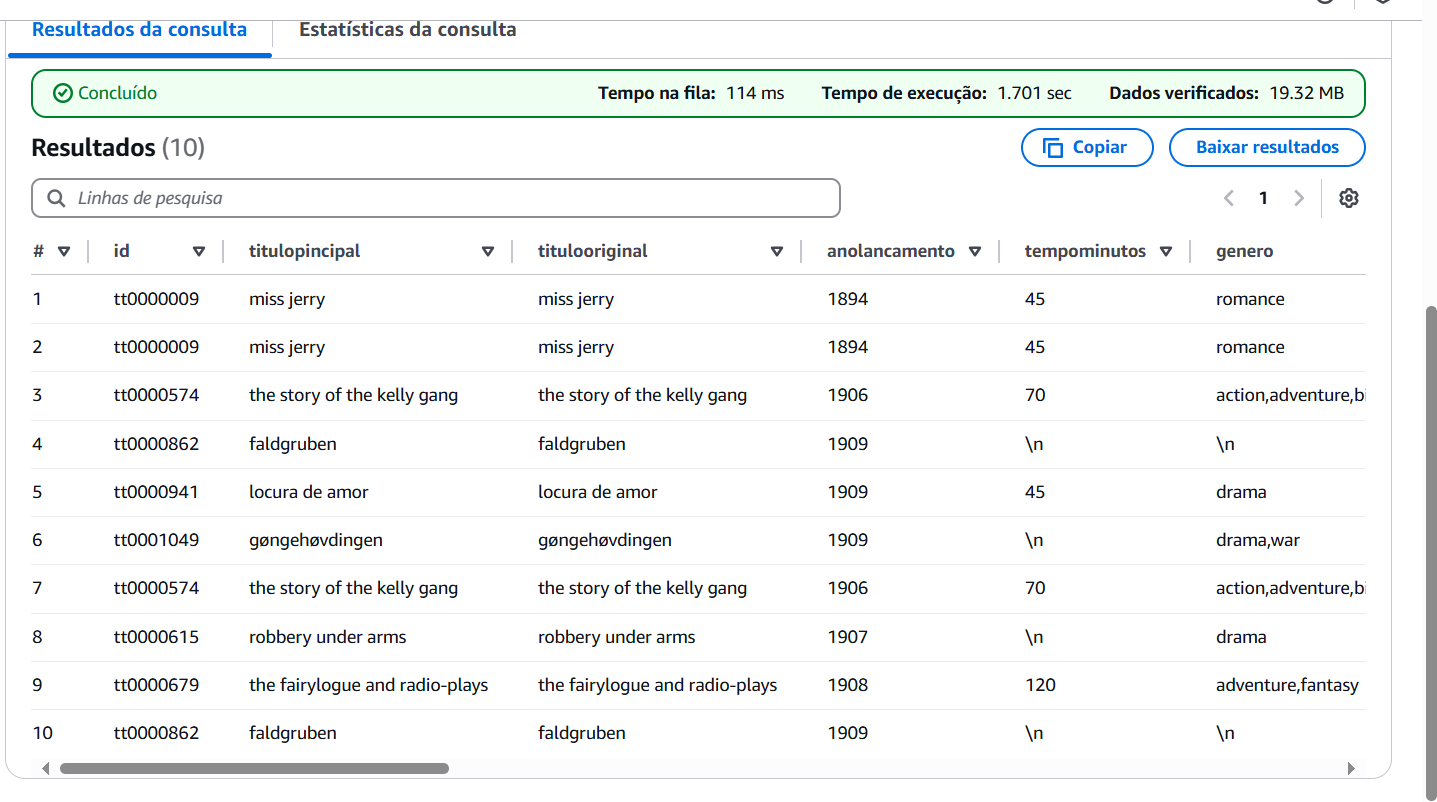 Resultados da consulta Estatísticas da consulta
Concluído Tempo na fila: 114 ms Tempo de execução: 1.701 sec Dados verificados: 19.32 MB
Resultados (10) Copiar Baixar resultados
Linhas de pesquisa 1
# id titulopincipal titulooriginal anolancamento tempominutos genero
1 tt0000009 miss jerry miss jerry 1894 45 romance
2 tt0000009 miss jerry miss jerry 1894 45 romance
3 tt0000574 the story of the kelly gang the story of the kelly gang 1906 70 action,adventure,bi
4 tt0000862 faldgruben faldgruben 1909 \n \n
5 tt0000941 locura de amor locura de amor 1909 45 drama
6 tt0001049 gøngehøvdingen gøngehøvdingen 1909 \n drama,war
7 tt0000574 the story of the kelly gang the story of the kelly gang 1906 70 action,adventure,bi
8 tt0000615 robbery under arms robbery under arms 1907 \n drama
9 tt0000679 the fairylogue and radio-plays the fairylogue and radio-plays 1908 120 adventure,fantasy
10 tt0000862 faldgruben faldgruben 1909 \n \n